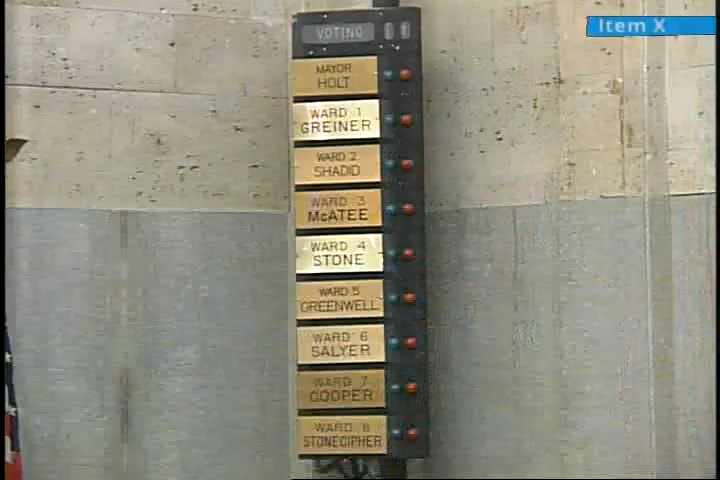 Item X
VOTING
MAYOR
HOLT
WARD 1
GREINER
WARD 2
SHADID
WARD 3
McATEE
WARD 4
STONE
WARD 5
GREENWELL
WARD 6
SALYER
WARD 7
COOPER
WARD 8
STONECIPHER